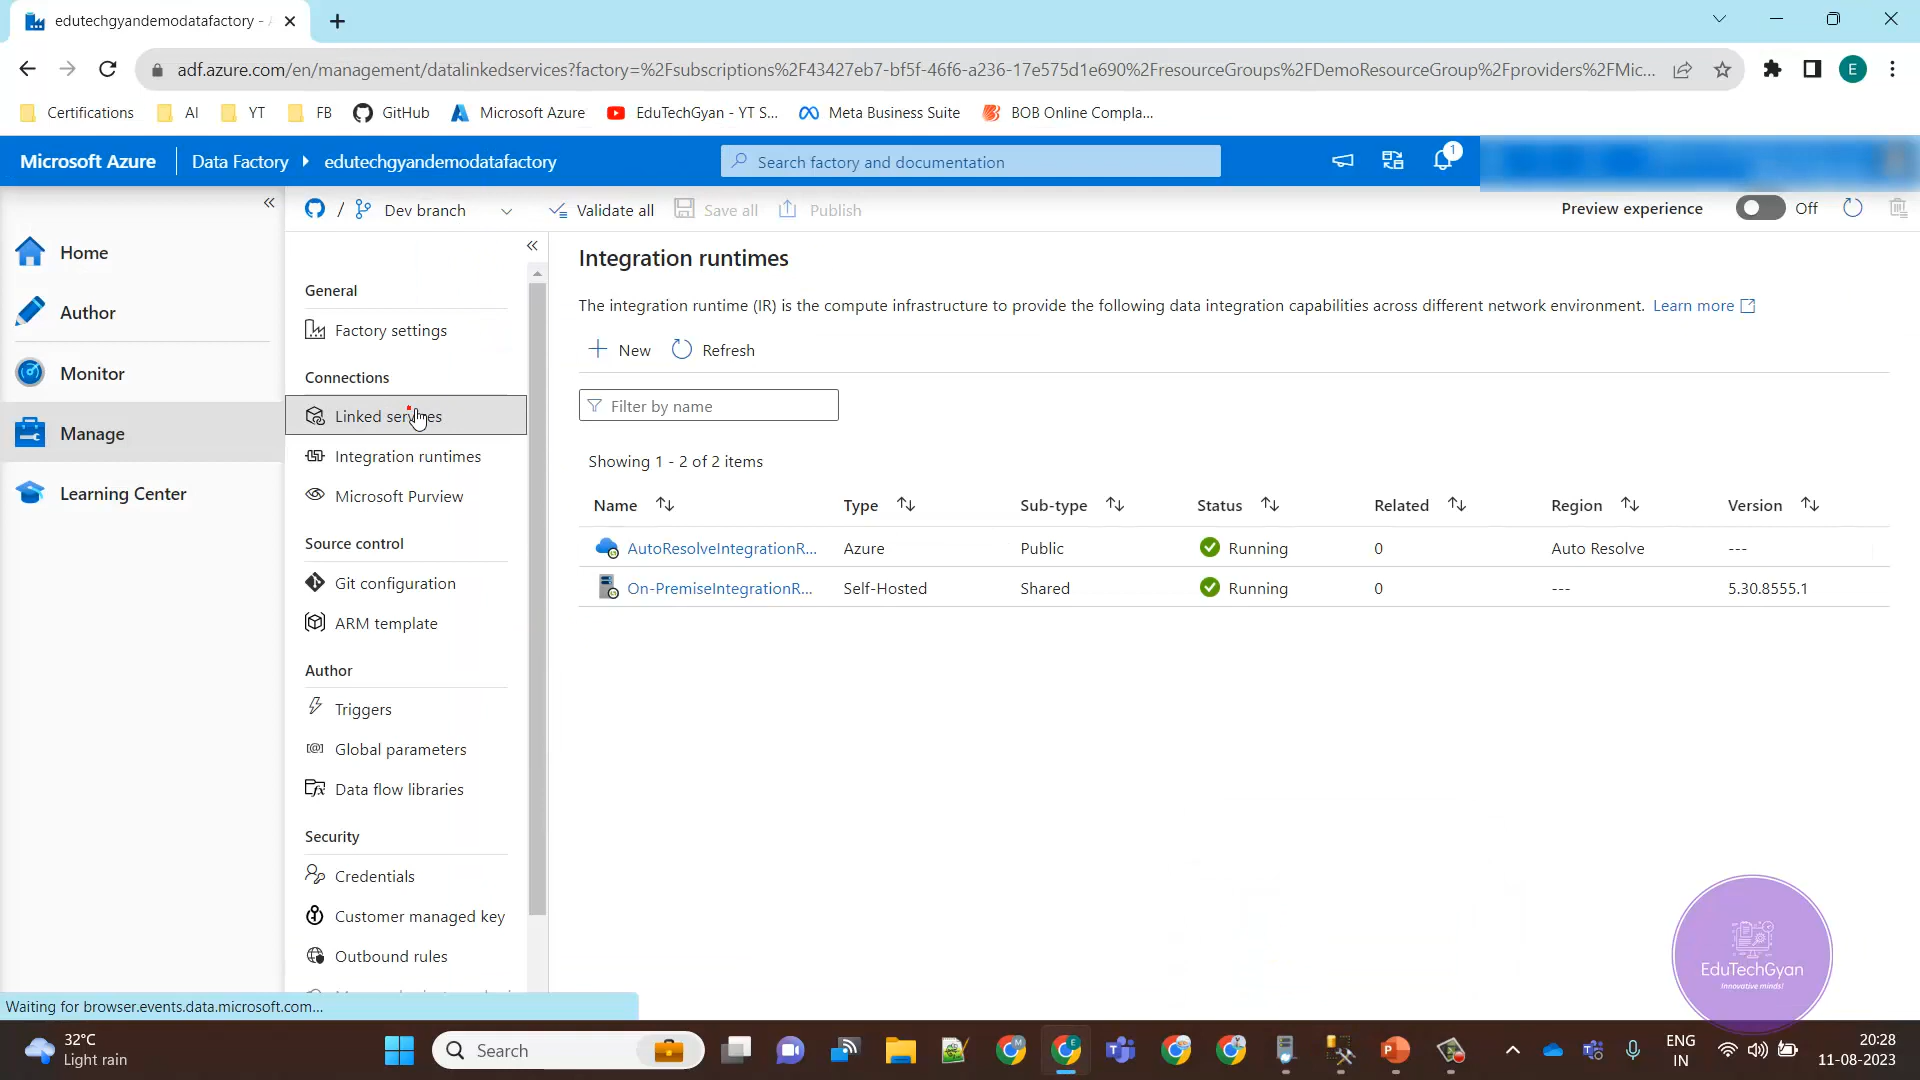 edutechgyandemodatafactory -
adf.azure.com/en/management/datalinkedservices?factory=%2Fsubscriptions%2F43427eb7-bf5f-46f6-a236-17e575d1e690%2FresourceGroups%2FDemoResourceGroup%2Fproviders%2FMic...
E
Certifications AI YT FB GitHub Microsoft Azure EduTechGyan - YT S... Meta Business Suite BOB Online Compla...
Microsoft Azure Data Factory edutechgyandemodatafactory Search factory and documentation 1
/ Dev branch Validate all Save all Publish Preview experience Off
Home
Author
Monitor
Manage
Learning Center
General
Factory settings
Connections
Linked services
Integration runtimes
Microsoft Purview
Source control
Git configuration
ARM template
Author
Triggers
Global parameters
Data flow libraries
Security
Credentials
Customer managed key
Outbound rules
Integration runtimes
The integration runtime (IR) is the compute infrastructure to provide the following data integration capabilities across different network environment. Learn more
New Refresh
Filter by name
Showing 1 - 2 of 2 items
Name Type Sub-type Status Related Region Version
AutoResolveIntegrationR... Azure Public Running 0 Auto Resolve ---
On-PremiseIntegrationR... Self-Hosted Shared Running 0 --- 5.30.8555.1
EduTechGyan
Innovative minds!
Waiting for browser.events.data.microsoft.com...
32°C
Light rain
Search
ENG
IN
20:28
11-08-2023